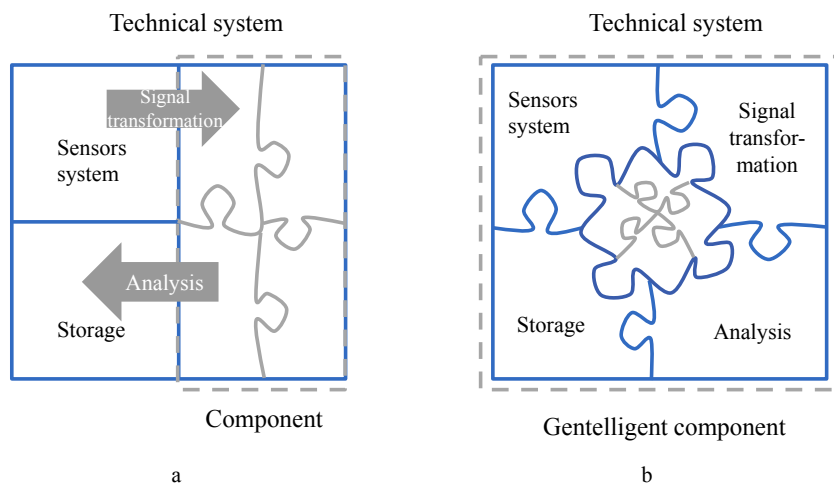 Technical system
Signal
transformation
Sensors
system
Analysis
Storage
Component
a
Technical system
Sensors
system
Signal
transfor-
mation
Storage
Analysis
Gentelligent component
b